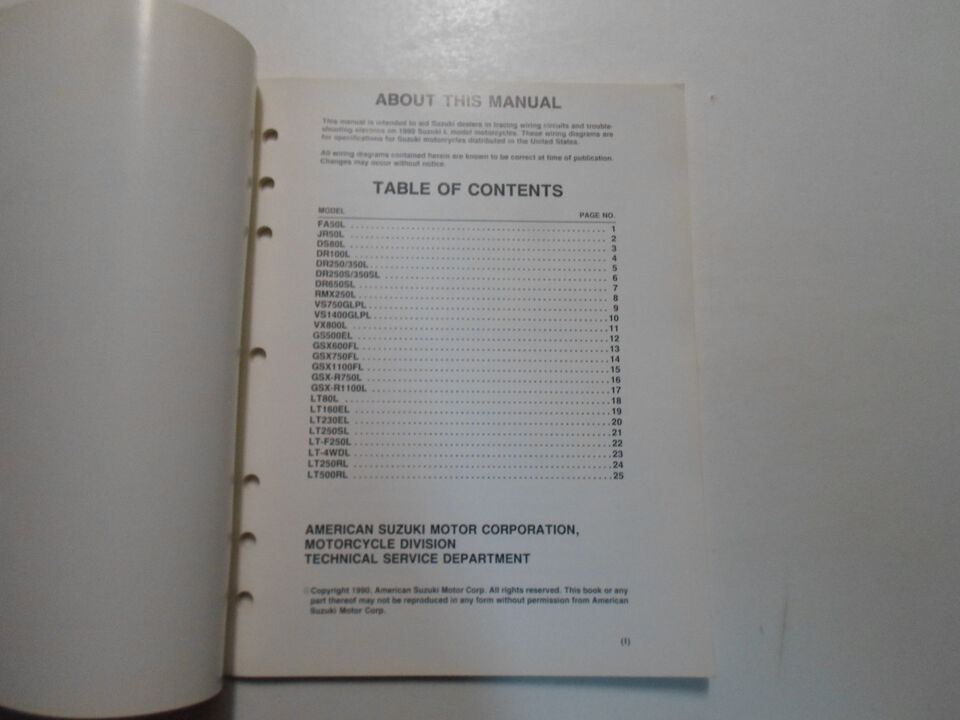 ABOUT THIS MANUAL
This manual is intended to aid Suzuki dealers in tracing wiring circuits and trouble-
shooting electrics on 1990 Suzuki L model motorcycles. These wiring diagrams are
for specifications for Suzuki motorcycles distributed in the United States.
All wiring diagrams contained herein are known to be correct at time of publication.
Changes may occur without notice.
TABLE OF CONTENTS
MODEL PAGE NO.
FA50L 1
JR50L 2
DS80L 3
DR100L 4
DR250/350L 5
DR250S/350SL 6
DR650SL 7
RMX250L 8
VS750GLPL 9
VS1400GLPL 10
VX800L 11
GS500EL 12
GSX600FL 13
GSX750FL 14
GSX1100FL 15
GSX-R750L 16
GSX-R1100L 17
LT80L 18
LT160EL 19
LT230EL 20
LT250SL 21
LT-F250L 22
LT-4WDL 23
LT250RL 24
LT500RL 25
AMERICAN SUZUKI MOTOR CORPORATION,
MOTORCYCLE DIVISION
TECHNICAL SERVICE DEPARTMENT
©Copyright 1990, American Suzuki Motor Corp. All rights reserved. This book or any
part thereof may not be reproduced in any form without permission from American
Suzuki Motor Corp.
(i)